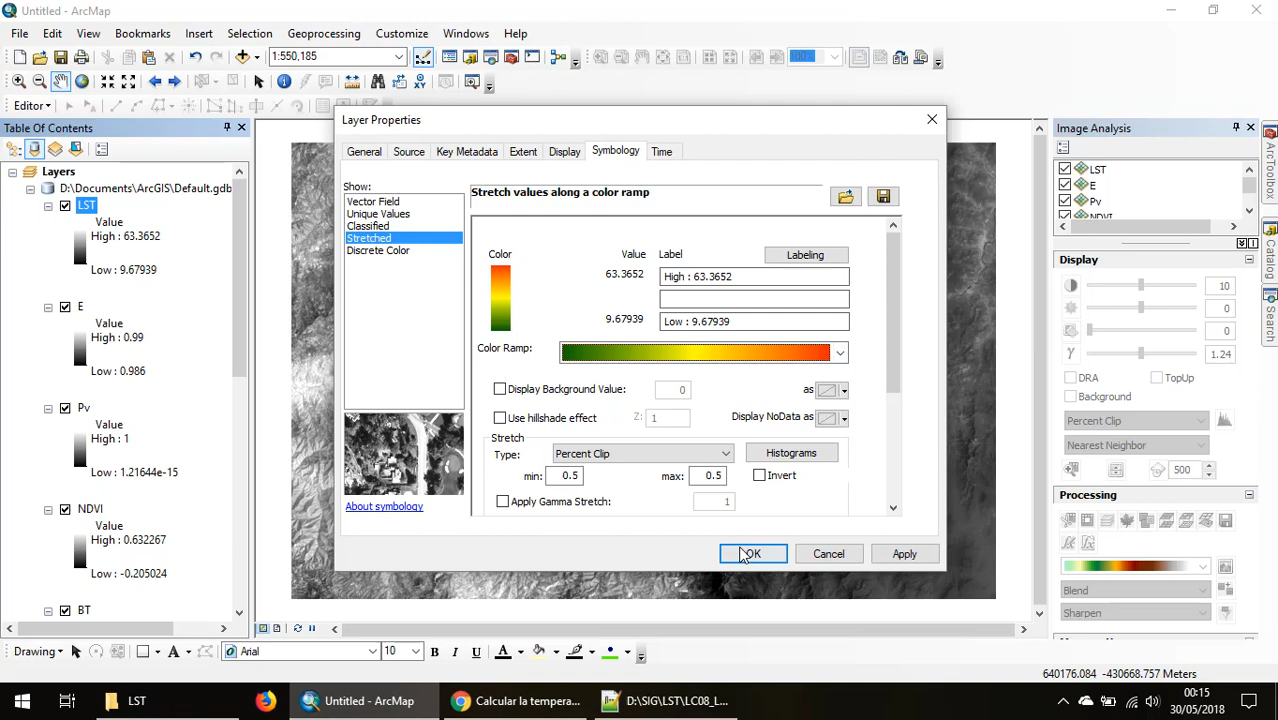 Untitled - ArcMap
File Edit View Bookmarks Insert Selection Geoprocessing Customize Windows Help
1:550,185
100%
Editor
Table Of Contents
Layers
D:\Documents\ArcGIS\Default.gdb
LST
Value
High : 63.3652
Low : 9.67939
E
Value
High : 0.99
Low : 0.986
Pv
Value
High : 1
Low : 1.21644e-15
NDVI
Value
High : 0.632267
Low : -0.205024
BT
Layer Properties
General Source Key Metadata Extent Display Symbology Time
Show:
Vector Field
Unique Values
Classified
Stretched
Discrete Color
About symbology
Stretch values along a color ramp
Color Value Label Labeling
63.3652 High : 63.3652
9.67939 Low : 9.67939
Color Ramp:
Display Background Value: 0 as
Use hillshade effect Z: 1 Display NoData as
Stretch
Type: Percent Clip Histograms
min: 0.5 max: 0.5 Invert
Apply Gamma Stretch: 1
OK Cancel Apply
Image Analysis
LST
E
Pv
NDVI
Display
10
0
0
1.24
DRA TopUp
Background
Percent Clip
Nearest Neighbor
500
Processing
Blend
Sharpen
ArcToolbox
Catalog
Search
Drawing Arial 10 B I U A
640176.084 -430668.757 Meters
LST Untitled - ArcMap Calcular la tempera... D:\SIG\LST\LC08_L...
00:15
30/05/2018